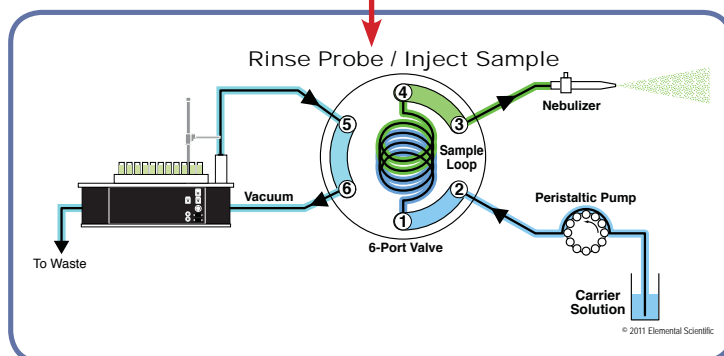 Rinse Probe / Inject Sample
4
5
3
Nebulizer
Sample
Loop
6
2
Vacuum
1
Peristaltic Pump
6-Port Valve
To Waste
Carrier
Solution
© 2011 Elemental Scientific